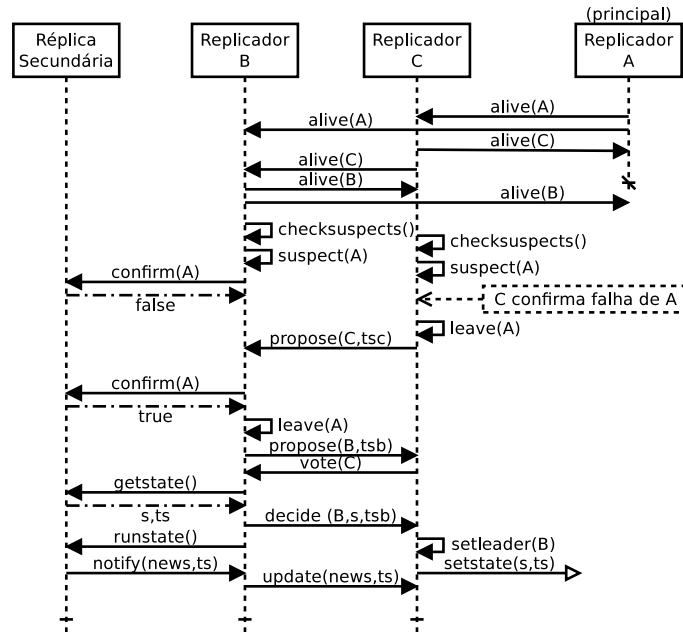 (principal)
Réplica
Secundária
Replicador
B
Replicador
C
Replicador
A
alive(A)
alive(A)
alive(C)
alive(C)
alive(B)
alive(B)
checksuspects()
checksuspects()
suspect(A)
suspect(A)
confirm(A)
false
C confirma falha de A
leave(A)
propose(C,tsc)
confirm(A)
true
leave(A)
propose(B,tsb)
vote(C)
getstate()
s,ts
decide (B,s,tsb)
runstate()
setleader(B)
notify(news,ts)
setstate(s,ts)
update(news,ts)